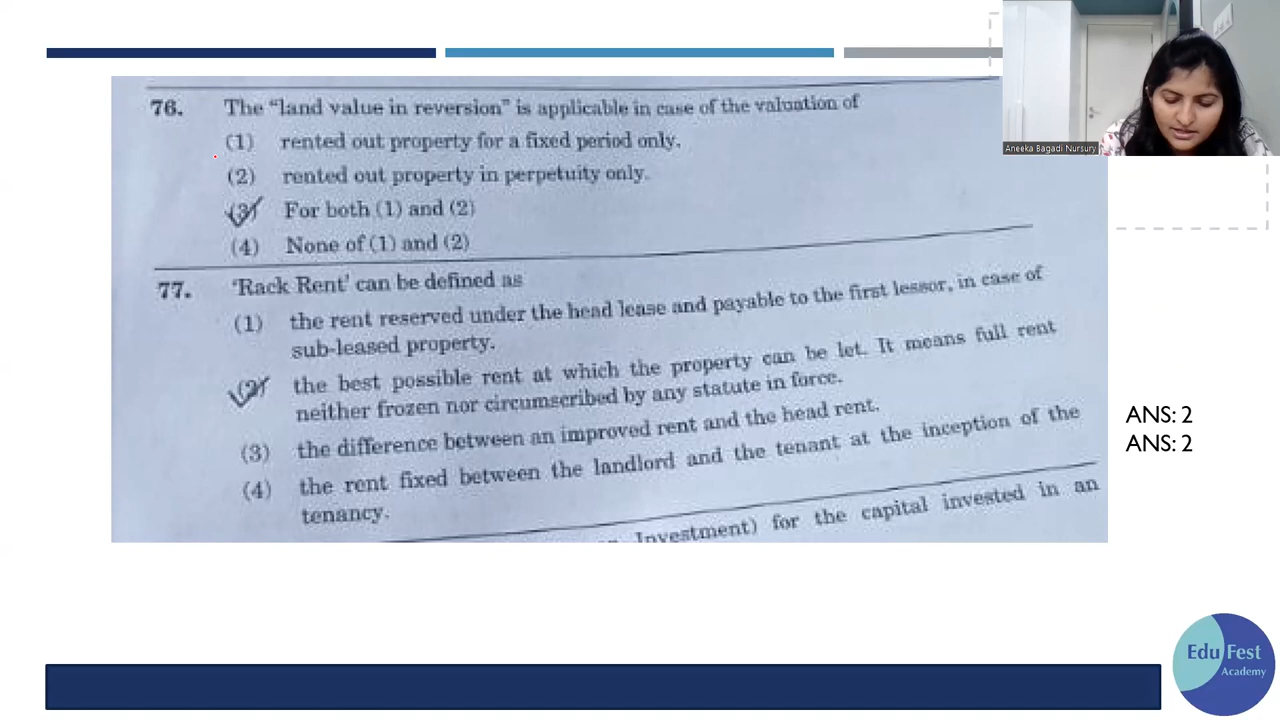 Aneeka Bagadi Nursury
76. The “land value in reversion” is applicable in case of the valuation of
(1) rented out property for a fixed period only.
(2) rented out property in perpetuity only.
(3) For both (1) and (2)
(4) None of (1) and (2)
77. ‘Rack Rent’ can be defined as
(1) the rent reserved under the head lease and payable to the first lessor, in case of
sub-leased property.
(2) the best possible rent at which the property can be let. It means full rent
neither frozen nor circumscribed by any statute in force.
(3) the difference between an improved rent and the head rent.
(4) the rent fixed between the landlord and the tenant at the inception of the
tenancy.
Investment) for the capital invested in an
ANS: 2
ANS: 2
Edu Fest
Academy